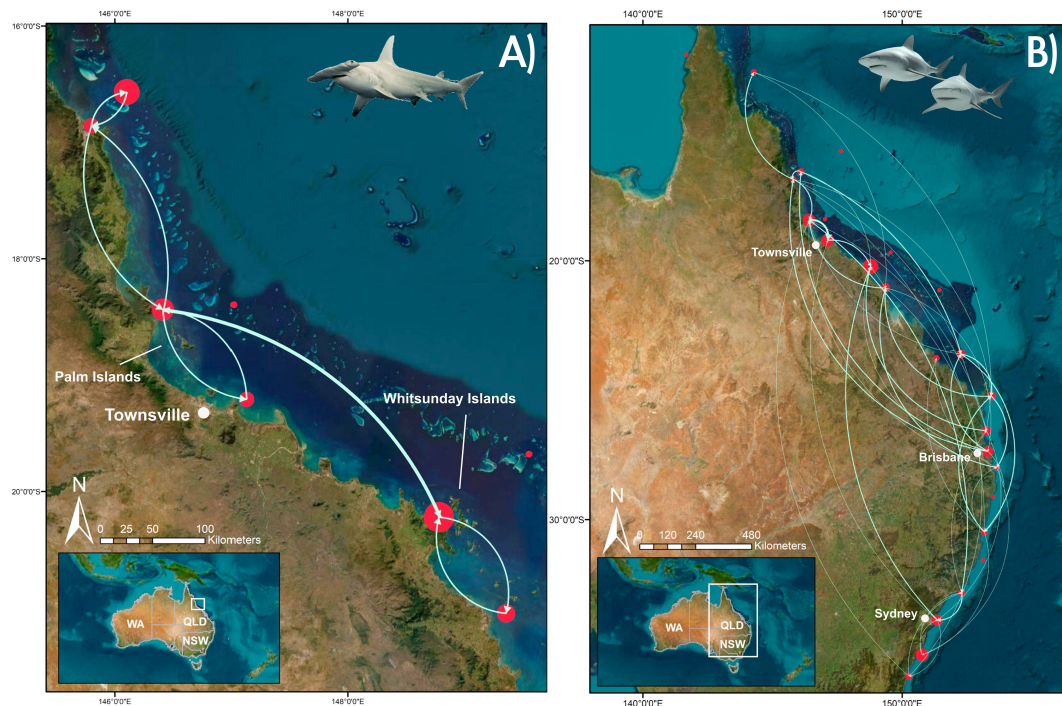 146°0'0"E
148°0'0"E
16°0'0"S
18°0'0"S
20°0'0"S
A)
Palm Islands
Townsville
Whitsunday Islands
N
0 25 50 100
Kilometers
WA
QLD
NSW
146°0'0"E
148°0'0"E
140°0'0"E
150°0'0"E
B)
20°0'0"S
30°0'0"S
Townsville
Brisbane
Sydney
N
0 120 240 480
Kilometers
WA
QLD
NSW
140°0'0"E
150°0'0"E